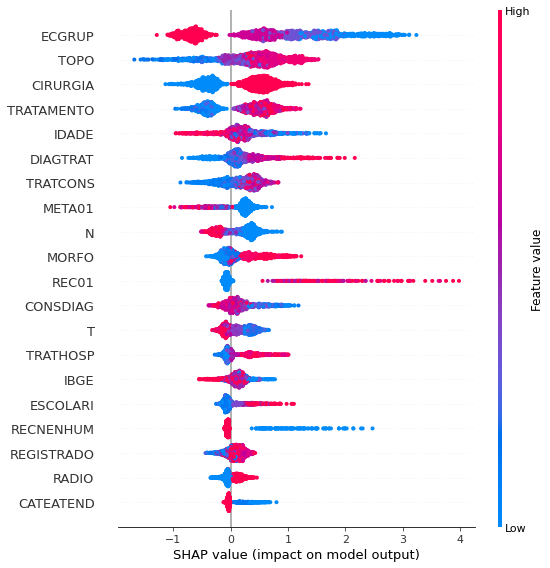 High
ECGRUP
TOPO
CIRURGIA
TRATAMENTO
IDADE
DIAGTRAT
TRATCONS
META01
N
MORFO
REC01
CONSDIAG
T
TRATHOSP
IBGE
ESCOLARI
RECNENHUM
REGISTRADO
RADIO
CATEATEND
Feature value
Low
−1 0 1 2 3 4
SHAP value (impact on model output)